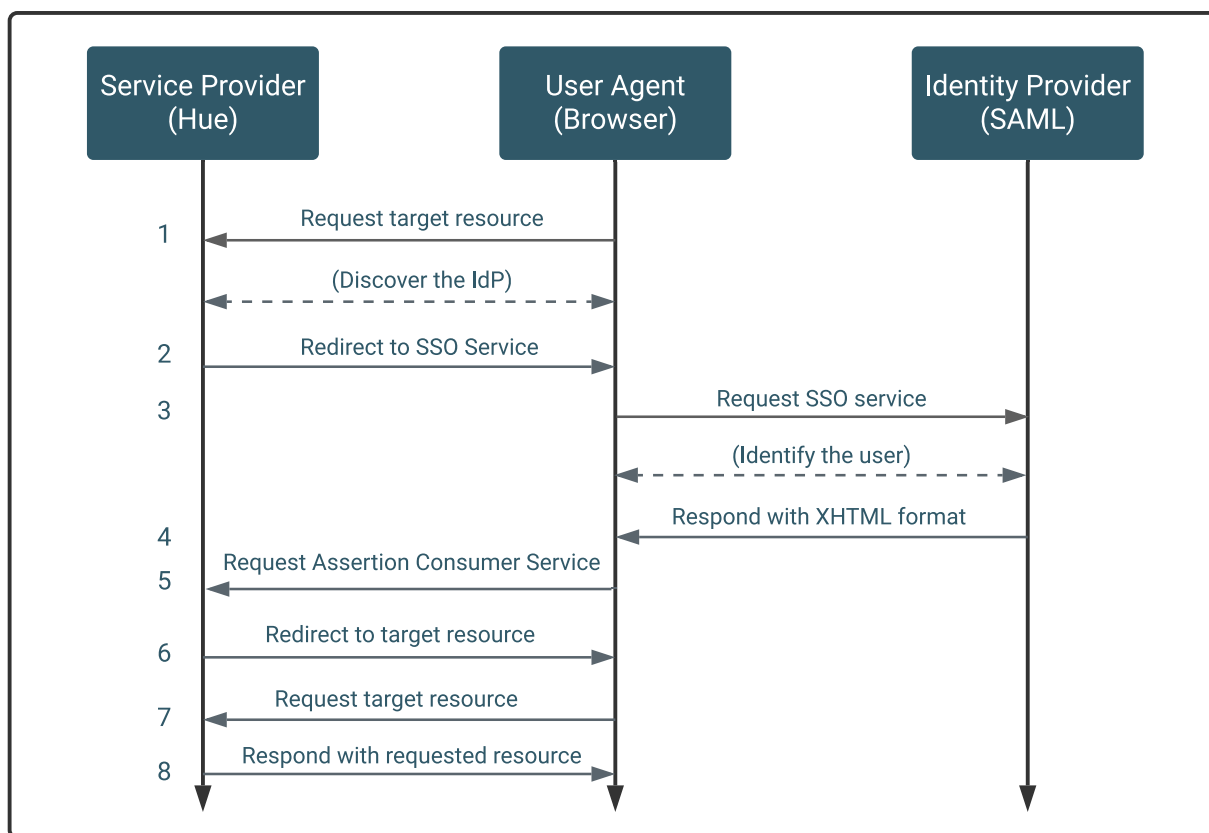 Service Provider
(Hue)
User Agent
(Browser)
Identity Provider
(SAML)
1
Request target resource
(Discover the IdP)
2
Redirect to SSO Service
3
Request SSO service
(Identify the user)
4
Respond with XHTML format
5
Request Assertion Consumer Service
6
Redirect to target resource
7
Request target resource
8
Respond with requested resource